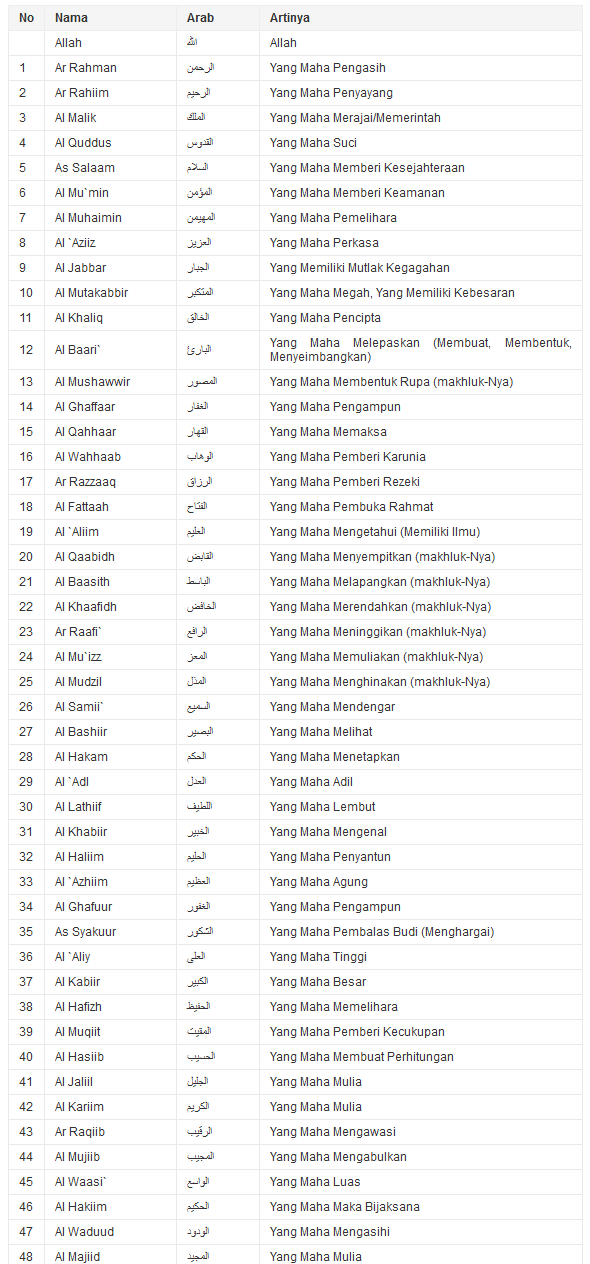 No Nama Arab Artinya
Allah الله Allah
1 Ar Rahman الرحمن Yang Maha Pengasih
2 Ar Rahiim الرحيم Yang Maha Penyayang
3 Al Malik الملك Yang Maha Merajai/Memerintah
4 Al Quddus القدوس Yang Maha Suci
5 As Salaam السلام Yang Maha Memberi Kesejahteraan
6 Al Mu`min المؤمن Yang Maha Memberi Keamanan
7 Al Muhaimin المهيمن Yang Maha Pemelihara
8 Al `Aziiz العزيز Yang Maha Perkasa
9 Al Jabbar الجبار Yang Memiliki Mutlak Kegagahan
10 Al Mutakabbir المتكبر Yang Maha Megah, Yang Memiliki Kebesaran
11 Al Khaliq الخالق Yang Maha Pencipta
12 Al Baari` البارئ Yang Maha Melepaskan (Membuat, Membentuk,
Menyeimbangkan)
13 Al Mushawwir المصور Yang Maha Membentuk Rupa (makhluk-Nya)
14 Al Ghaffaar الغفار Yang Maha Pengampun
15 Al Qahhaar القهار Yang Maha Memaksa
16 Al Wahhaab الوهاب Yang Maha Pemberi Karunia
17 Ar Razzaaq الرزاق Yang Maha Pemberi Rezeki
18 Al Fattaah الفتاح Yang Maha Pembuka Rahmat
19 Al `Aliim العليم Yang Maha Mengetahui (Memiliki Ilmu)
20 Al Qaabidh القابض Yang Maha Menyempitkan (makhluk-Nya)
21 Al Baasith الباسط Yang Maha Melapangkan (makhluk-Nya)
22 Al Khaafidh الخافض Yang Maha Merendahkan (makhluk-Nya)
23 Ar Raafi` الرافع Yang Maha Meninggikan (makhluk-Nya)
24 Al Mu`izz المعز Yang Maha Memuliakan (makhluk-Nya)
25 Al Mudzil المذل Yang Maha Menghinakan (makhluk-Nya)
26 Al Samii` السميع Yang Maha Mendengar
27 Al Bashiir البصير Yang Maha Melihat
28 Al Hakam الحكم Yang Maha Menetapkan
29 Al `Adl العدل Yang Maha Adil
30 Al Lathiif اللطيف Yang Maha Lembut
31 Al Khabiir الخبير Yang Maha Mengenal
32 Al Haliim الحليم Yang Maha Penyantun
33 Al `Azhiim العظيم Yang Maha Agung
34 Al Ghafuur الغفور Yang Maha Pengampun
35 As Syakuur الشكور Yang Maha Pembalas Budi (Menghargai)
36 Al `Aliy العلى Yang Maha Tinggi
37 Al Kabiir الكبير Yang Maha Besar
38 Al Hafizh الحفيظ Yang Maha Memelihara
39 Al Muqiit المقيت Yang Maha Pemberi Kecukupan
40 Al Hasiib الحسيب Yang Maha Membuat Perhitungan
41 Al Jaliil الجليل Yang Maha Mulia
42 Al Kariim الكريم Yang Maha Mulia
43 Ar Raqiib الرقيب Yang Maha Mengawasi
44 Al Mujiib المجيب Yang Maha Mengabulkan
45 Al Waasi` الواسع Yang Maha Luas
46 Al Hakiim الحكيم Yang Maha Maka Bijaksana
47 Al Waduud الودود Yang Maha Mengasihi
48 Al Majiid المجيد Yang Maha Mulia